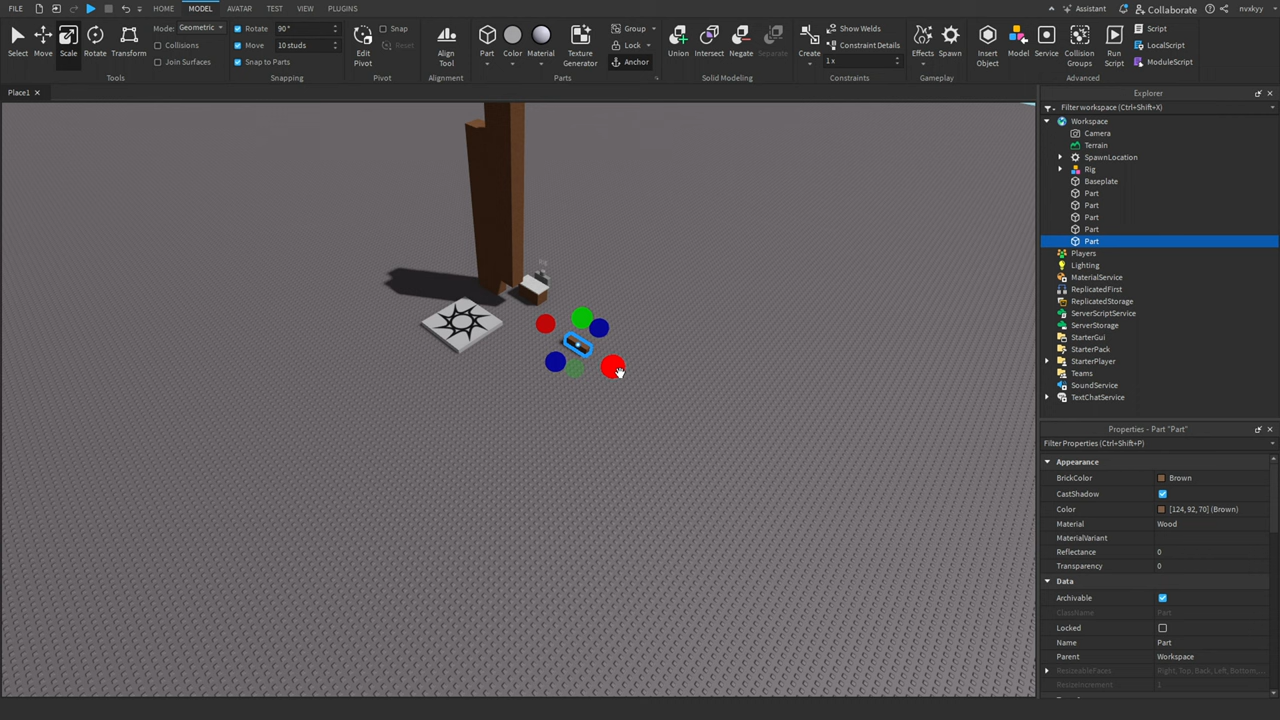 FILE HOME MODEL AVATAR TEST VIEW PLUGINS Assistant Collaborate nvxkyy
Select Move Scale Rotate Transform
Mode: Geometric
Collisions
Join Surfaces
Tools
Rotate 90°
Move 10 studs
Snap to Parts
Snapping
Edit Pivot
Snap
Reset
Pivot
Align Tool
Alignment
Part Color Material Texture Generator
Group
Lock
Anchor
Parts
Union Intersect Negate Separate
Solid Modeling
Create
Show Welds
Constraint Details
1 x
Constraints
Effects Spawn
Gameplay
Insert Object Model Service Collision Groups Run Script
Script
LocalScript
ModuleScript
Advanced
Place1
Rig
Explorer
Filter workspace (Ctrl+Shift+X)
Workspace
Camera
Terrain
SpawnLocation
Rig
Baseplate
Part
Part
Part
Part
Part
Players
Lighting
MaterialService
ReplicatedFirst
ReplicatedStorage
ServerScriptService
ServerStorage
StarterGui
StarterPack
StarterPlayer
Teams
SoundService
TextChatService
Properties - Part "Part"
Filter Properties (Ctrl+Shift+P)
Appearance
BrickColor Brown
CastShadow
Color [124, 92, 70] (Brown)
Material Wood
MaterialVariant
Reflectance 0
Transparency 0
Data
Archivable
ClassName Part
Locked
Name Part
Parent Workspace
ResizeableFaces Right, Top, Back, Left, Bottom,...
ResizeIncrement 1